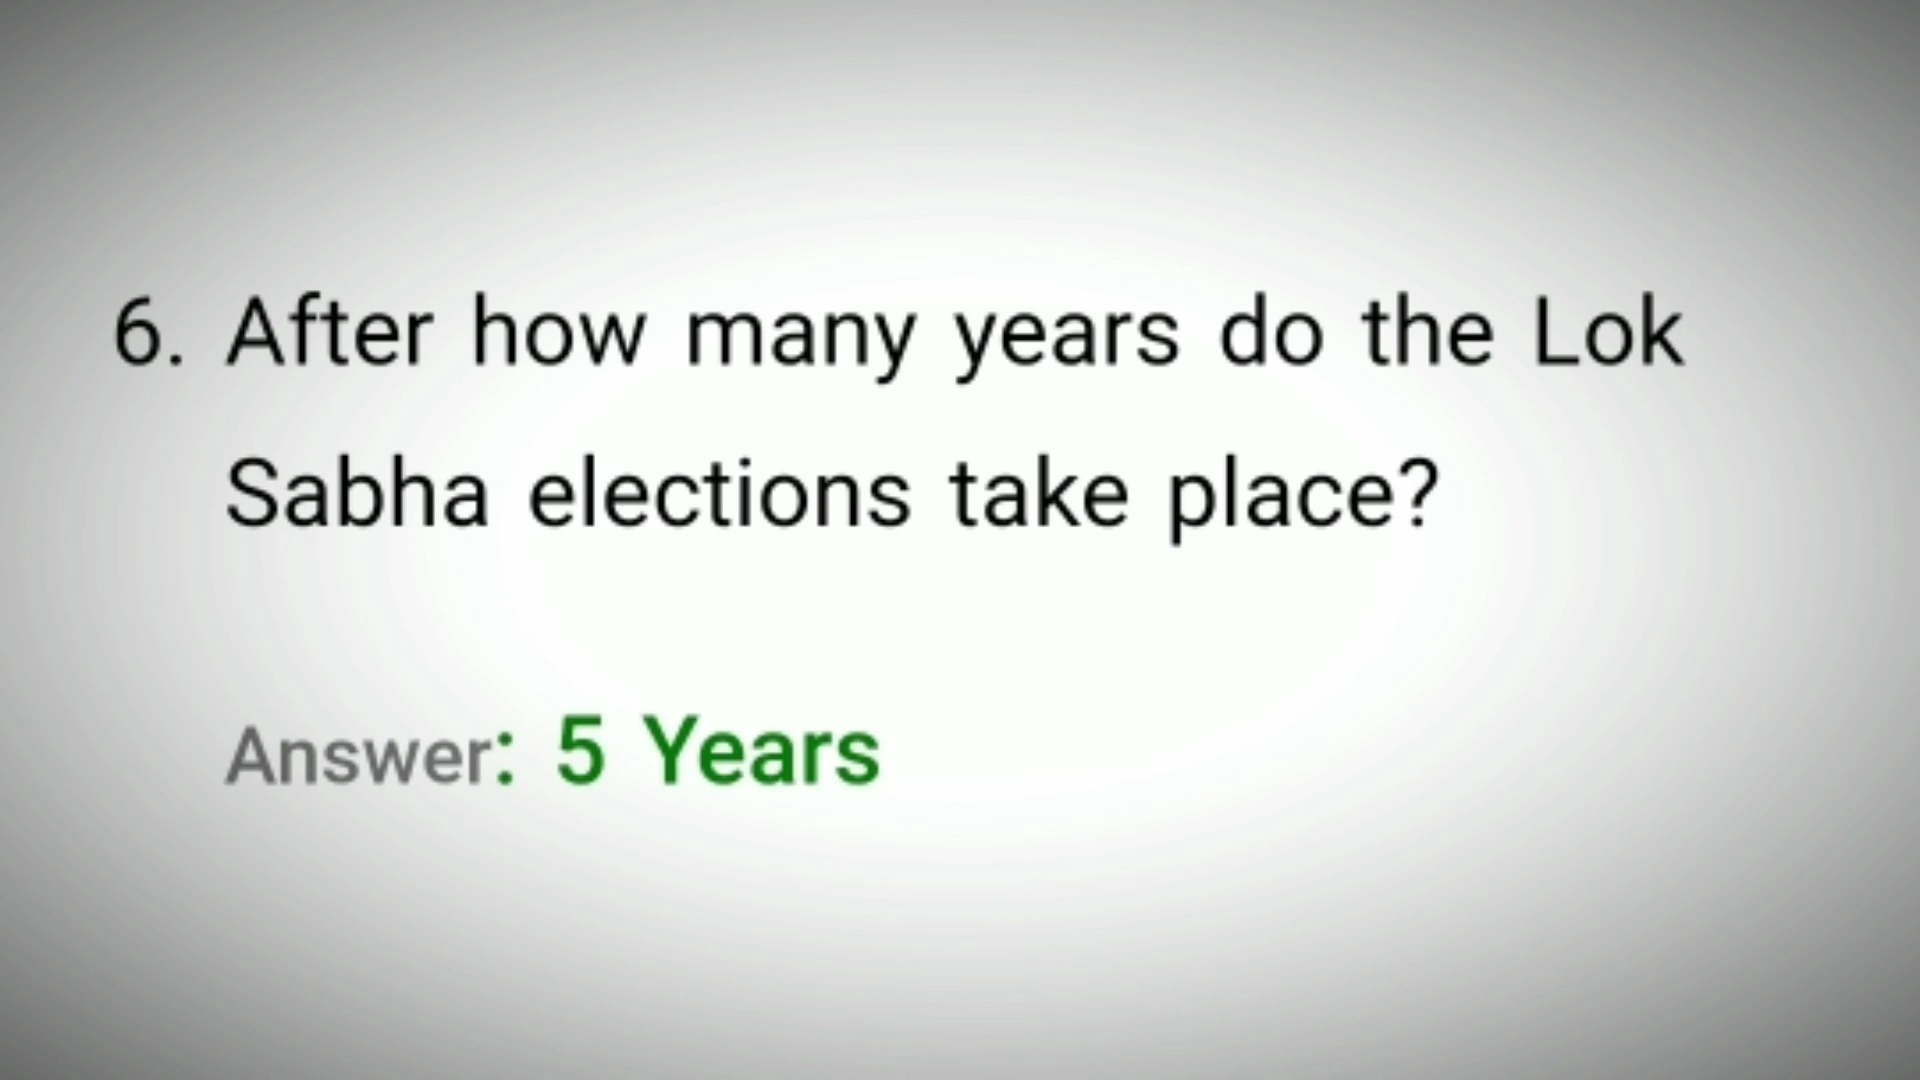 6. After how many years do the Lok
Sabha elections take place?
Answer: 5 Years